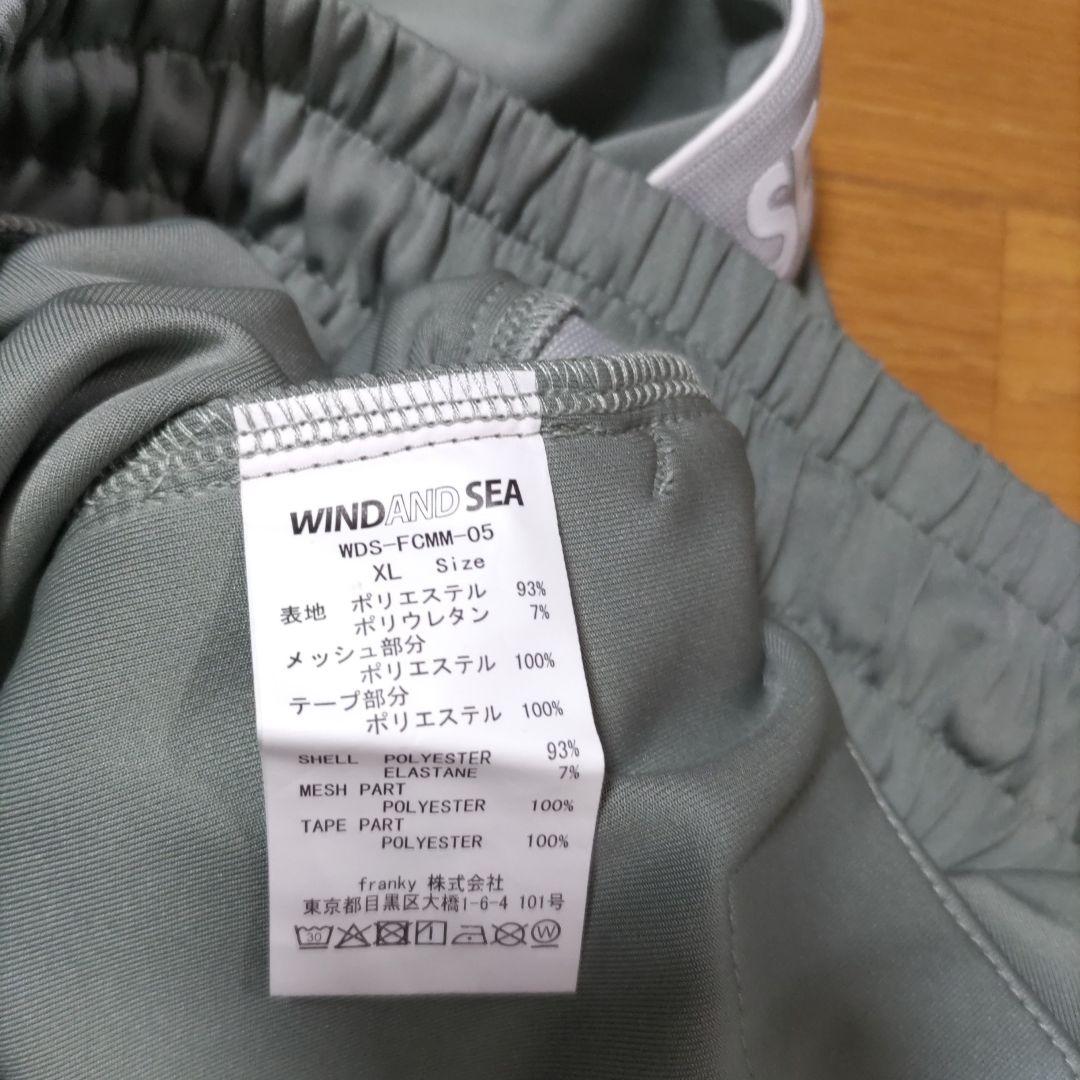 WINDANDSEA
WDS-FCMM-05
XL Size
表地 ポリエステル 93%
ポリウレタン 7%
メッシュ部分
ポリエステル 100%
テープ部分
ポリエステル 100%
SHELL POLYESTER 93%
ELASTANE 7%
MESH PART
POLYESTER 100%
TAPE PART
POLYESTER 100%
franky 株式会社
東京都目黒区大橋1-6-4 101号
30
W